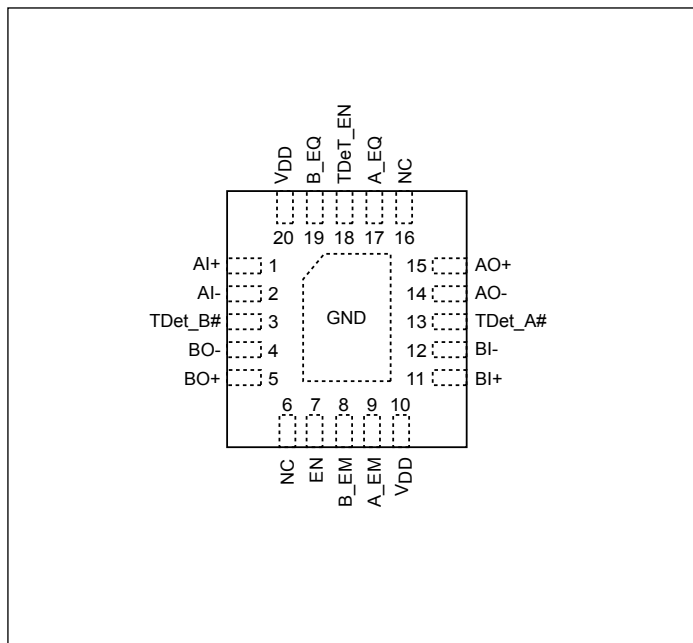 VDD
B_EQ
TDeT_EN
A_EQ
NC
20 19 18 17 16
AI+ 1
AI- 2
TDet_B# 3
BO- 4
BO+ 5
GND
15 AO+
14 AO-
13 TDet_A#
12 BI-
11 BI+
6 7 8 9 10
NC
EN
B_EM
A_EM
VDD